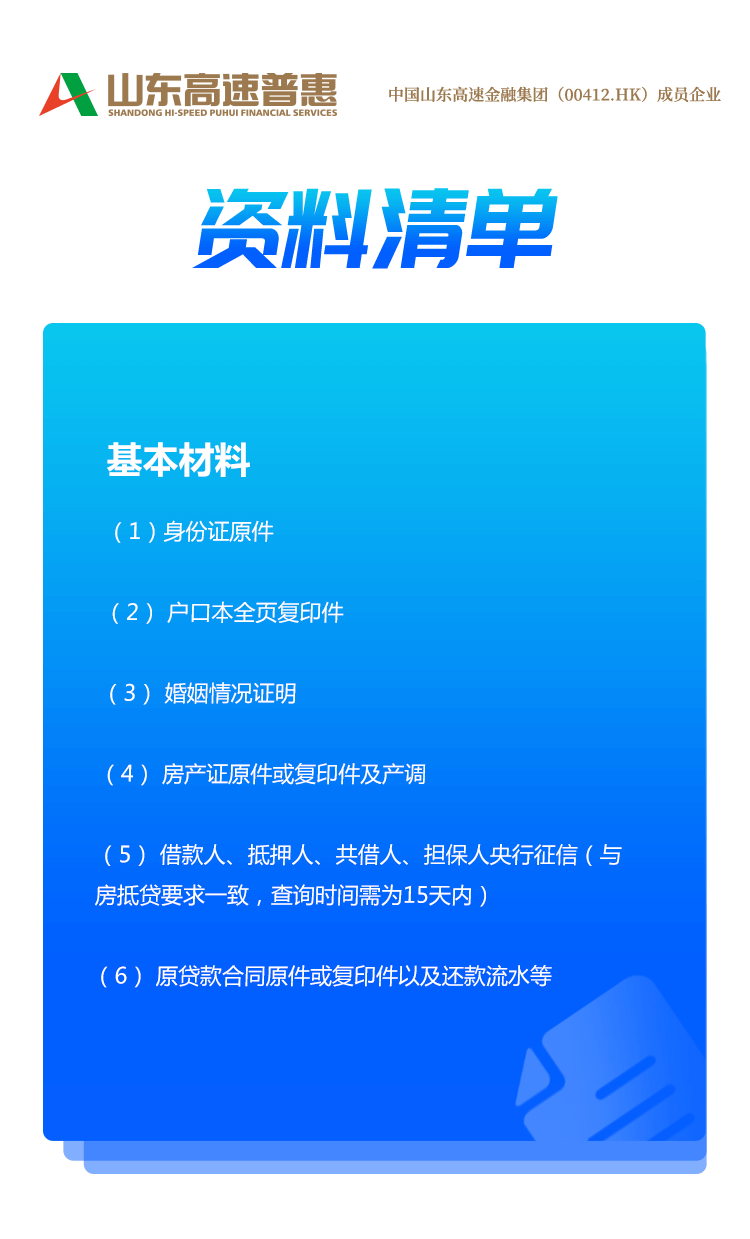 山东高速普惠
SHANDONG HI-SPEED PUHUI FINANCIAL SERVICES
中国山东高速金融集团（00412.HK）成员企业
资料清单
基本材料
（1）身份证原件
（2） 户口本全页复印件
（3） 婚姻情况证明
（4） 房产证原件或复印件及产调
（5） 借款人、抵押人、共借人、担保人央行征信（与
房抵贷要求一致，查询时间需为15天内）
（6） 原贷款合同原件或复印件以及还款流水等